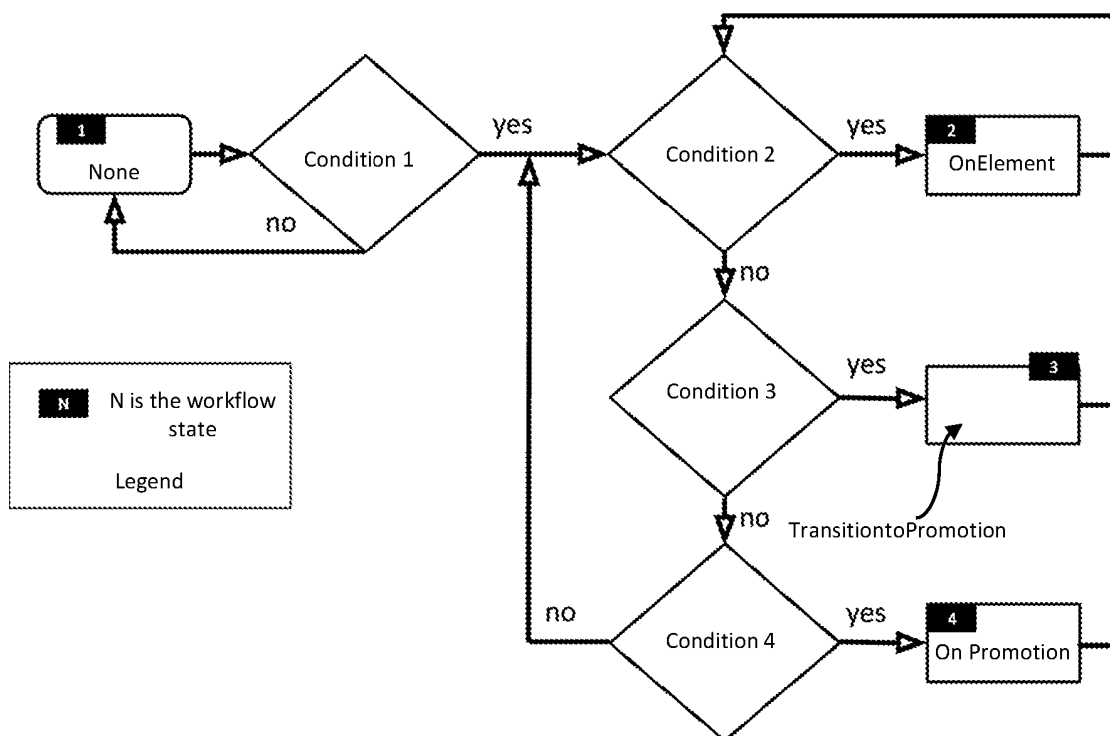 1
None
Condition 1
yes
no
Condition 2
yes
2
OnElement
no
Condition 3
yes
3
TransitiontoPromotion
no
Condition 4
no
yes
4
On Promotion
N
N is the workflow
state
Legend